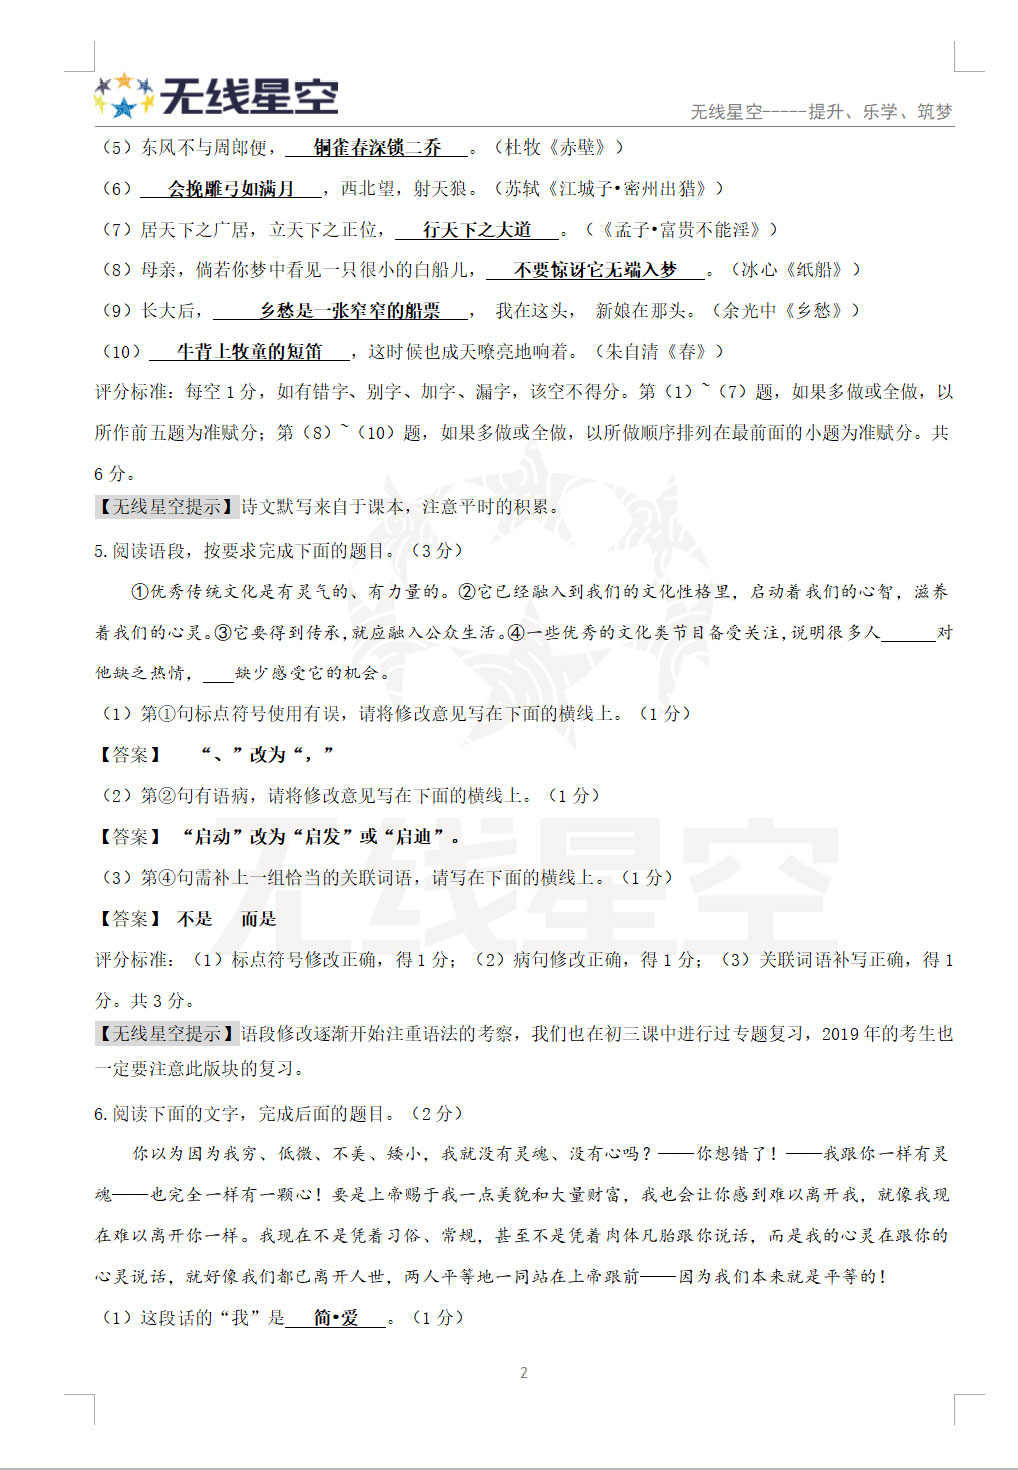 无线星空
无线星空-----提升、乐学、筑梦
（5）东风不与周郎便，铜雀春深锁二乔。（杜牧《赤壁》）
（6）会挽雕弓如满月，西北望，射天狼。（苏轼《江城子•密州出猎》）
（7）居天下之广居，立天下之正位，行天下之大道。（《孟子•富贵不能淫》）
（8）母亲，倘若你梦中看见一只很小的白船儿，不要惊讶它无端入梦。（冰心《纸船》）
（9）长大后，乡愁是一张窄窄的船票，我在这头，新娘在那头。（余光中《乡愁》）
（10）牛背上牧童的短笛，这时候也成天嘹亮地响着。（朱自清《春》）
评分标准：每空 1 分，如有错字、别字、加字、漏字，该空不得分。第（1）~（7）题，如果多做或全做，以
所作前五题为准赋分；第（8）~（10）题，如果多做或全做，以所做顺序排列在最前面的小题为准赋分。共
6 分。
【无线星空提示】诗文默写来自于课本，注意平时的积累。
5.阅读语段，按要求完成下面的题目。（3 分）
①优秀传统文化是有灵气的、有力量的。②它已经融入到我们的文化性格里，启动着我们的心智，滋养
着我们的心灵。③它要得到传承,就应融入公众生活。④一些优秀的文化类节目备受关注,说明很多人______对
他缺乏热情，___缺少感受它的机会。
（1）第①句标点符号使用有误，请将修改意见写在下面的横线上。（1 分）
【答案】 “、”改为“，”
（2）第②句有语病，请将修改意见写在下面的横线上。（1 分）
【答案】 “启动”改为“启发”或“启迪”。
（3）第④句需补上一组恰当的关联词语，请写在下面的横线上。（1 分）
【答案】 不是 而是
评分标准：（1）标点符号修改正确，得 1 分；（2）病句修改正确，得 1 分；（3）关联词语补写正确，得 1
分。共 3 分。
【无线星空提示】语段修改逐渐开始注重语法的考察，我们也在初三课中进行过专题复习，2019 年的考生也
一定要注意此版块的复习。
6.阅读下面的文字，完成后面的题目。（2 分）
你以为因为我穷、低微、不美、矮小，我就没有灵魂、没有心吗？——你想错了！——我跟你一样有灵
魂——也完全一样有一颗心！要是上帝赐于我一点美貌和大量财富，我也会让你感到难以离开我，就像我现
在难以离开你一样。我现在不是凭着习俗、常规，甚至不是凭着肉体凡胎跟你说话，而是我的心灵在跟你的
心灵说话，就好像我们都已离开人世，两人平等地一同站在上帝跟前——因为我们本来就是平等的！
（1）这段话的“我”是简•爱。（1 分）
2
无线星空